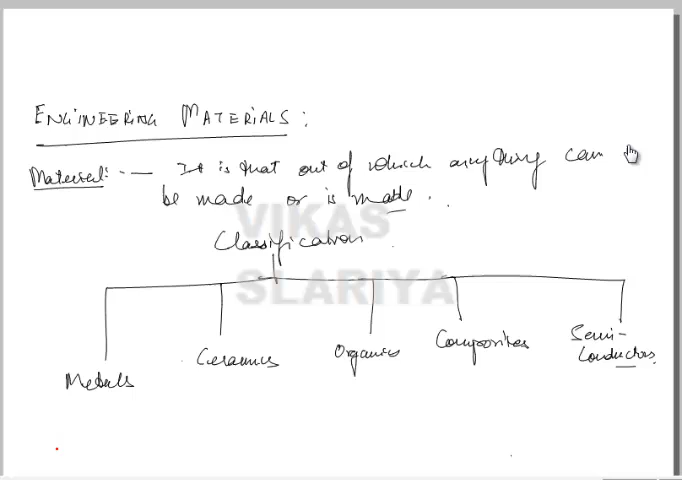 ENGINEERING MATERIALS :
Material: - — It is that out of which anything can
be made or is made.
VIKAS
Classification
SLARIYA
Metals Ceramics Organics Composites Semi-
Conductors